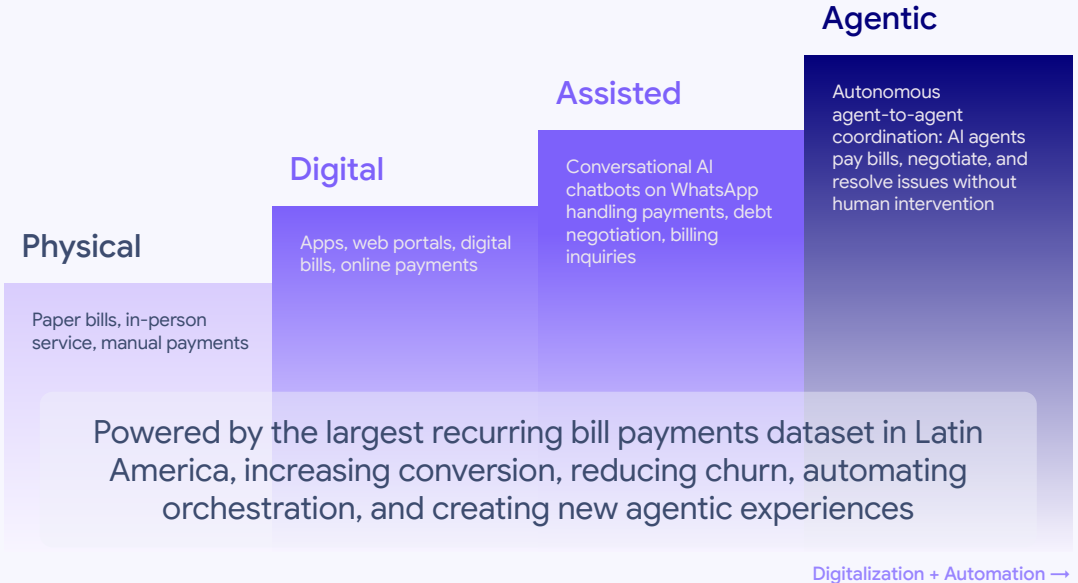 Physical
Paper bills, in-person
service, manual payments
Digital
Apps, web portals, digital
bills, online payments
Assisted
Conversational AI
chatbots on WhatsApp
handling payments, debt
negotiation, billing
inquiries
Agentic
Autonomous
agent-to-agent
coordination: AI agents
pay bills, negotiate, and
resolve issues without
human intervention
Powered by the largest recurring bill payments dataset in Latin
America, increasing conversion, reducing churn, automating
orchestration, and creating new agentic experiences
Digitalization + Automation →